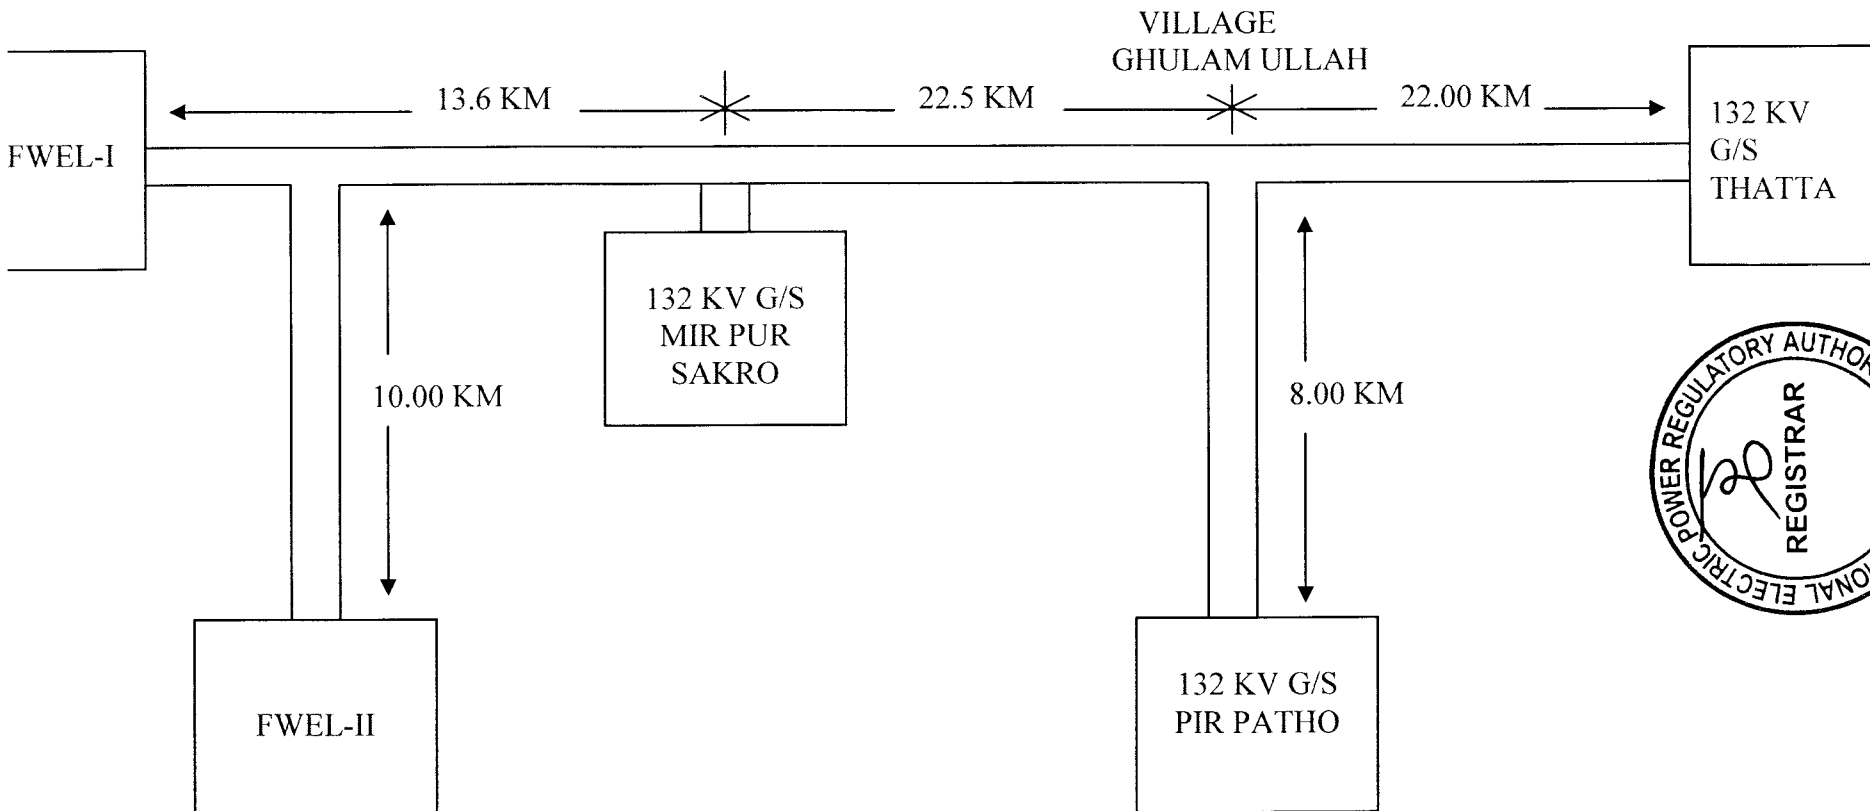 VILLAGE
GHULAM ULLAH
13.6 KM
22.5 KM
22.00 KM
FWEL-I
132 KV
G/S
THATTA
132 KV G/S
MIR PUR
SAKRO
10.00 KM
8.00 KM
FWEL-II
132 KV G/S
PIR PATHO
IONAL ELECTRIC POWER REGULATORY AUTHOR
REGISTRAR